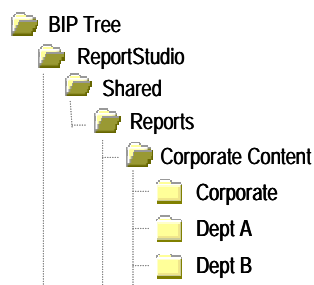 BIP Tree
ReportStudio
Shared
Reports
Corporate Content
Corporate
Dept A
Dept B